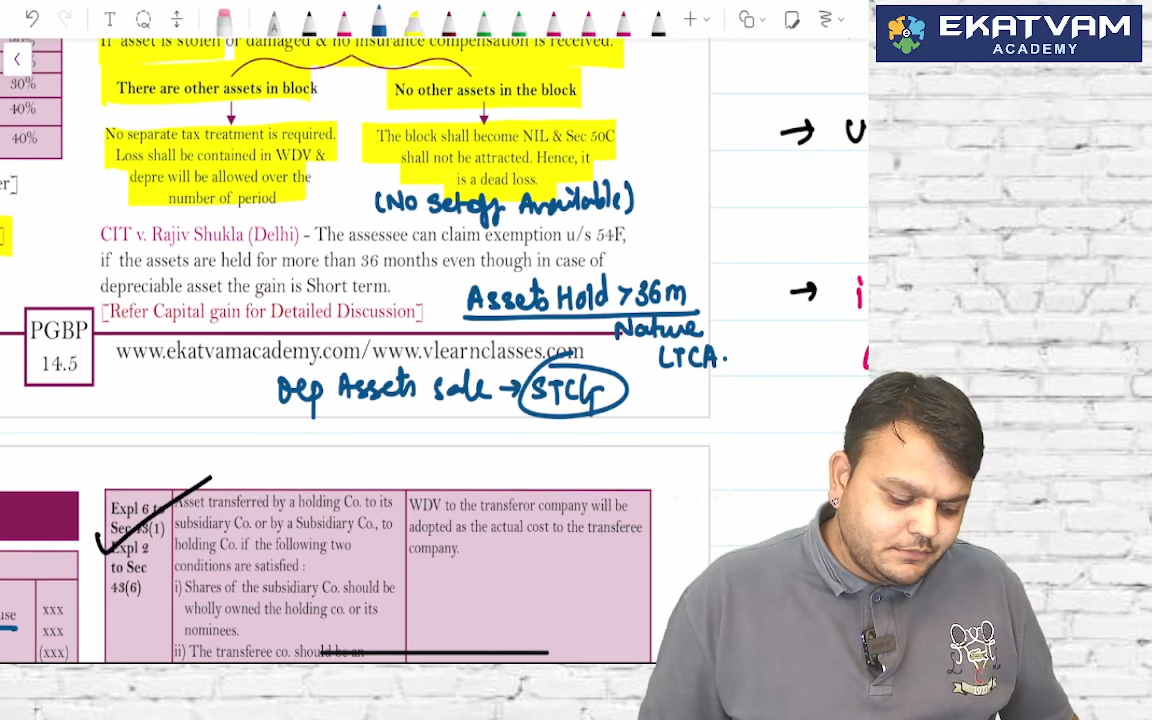 EKATVAM
ACADEMY
30%
40%
40%
er]
]
If asset is stolen or damaged & no insurance compensation is received.
There are other assets in block
No separate tax treatment is required.
Loss shall be contained in WDV &
depre will be allowed over the
number of period
No other assets in the block
The block shall become NIL & Sec 50C
shall not be attracted. Hence, it
is a dead loss.
(No Setoff Available)
CIT v. Rajiv Shukla (Delhi) - The assessee can claim exemption u/s 54F,
if the assets are held for more than 36 months even though in case of
depreciable asset the gain is Short term.
[Refer Capital gain for Detailed Discussion]
Assets Hold >36m
Nature
LTCA.
PGBP
14.5
www.ekatvamacademy.com/www.vlearnclasses.com
Dep Assets sale → STCG
Expl 6 to
Sec 43(1)
Expl 2
to Sec
43(6)
Asset transferred by a holding Co. to its
subsidiary Co. or by a Subsidiary Co., to
holding Co. if the following two
conditions are satisfied :
i) Shares of the subsidiary Co. should be
wholly owned the holding co. or its
nominees.
ii) The transferee co. should be an
WDV to the transferor company will be
adopted as the actual cost to the transferee
company.
use
xxx
xxx
(xxx)